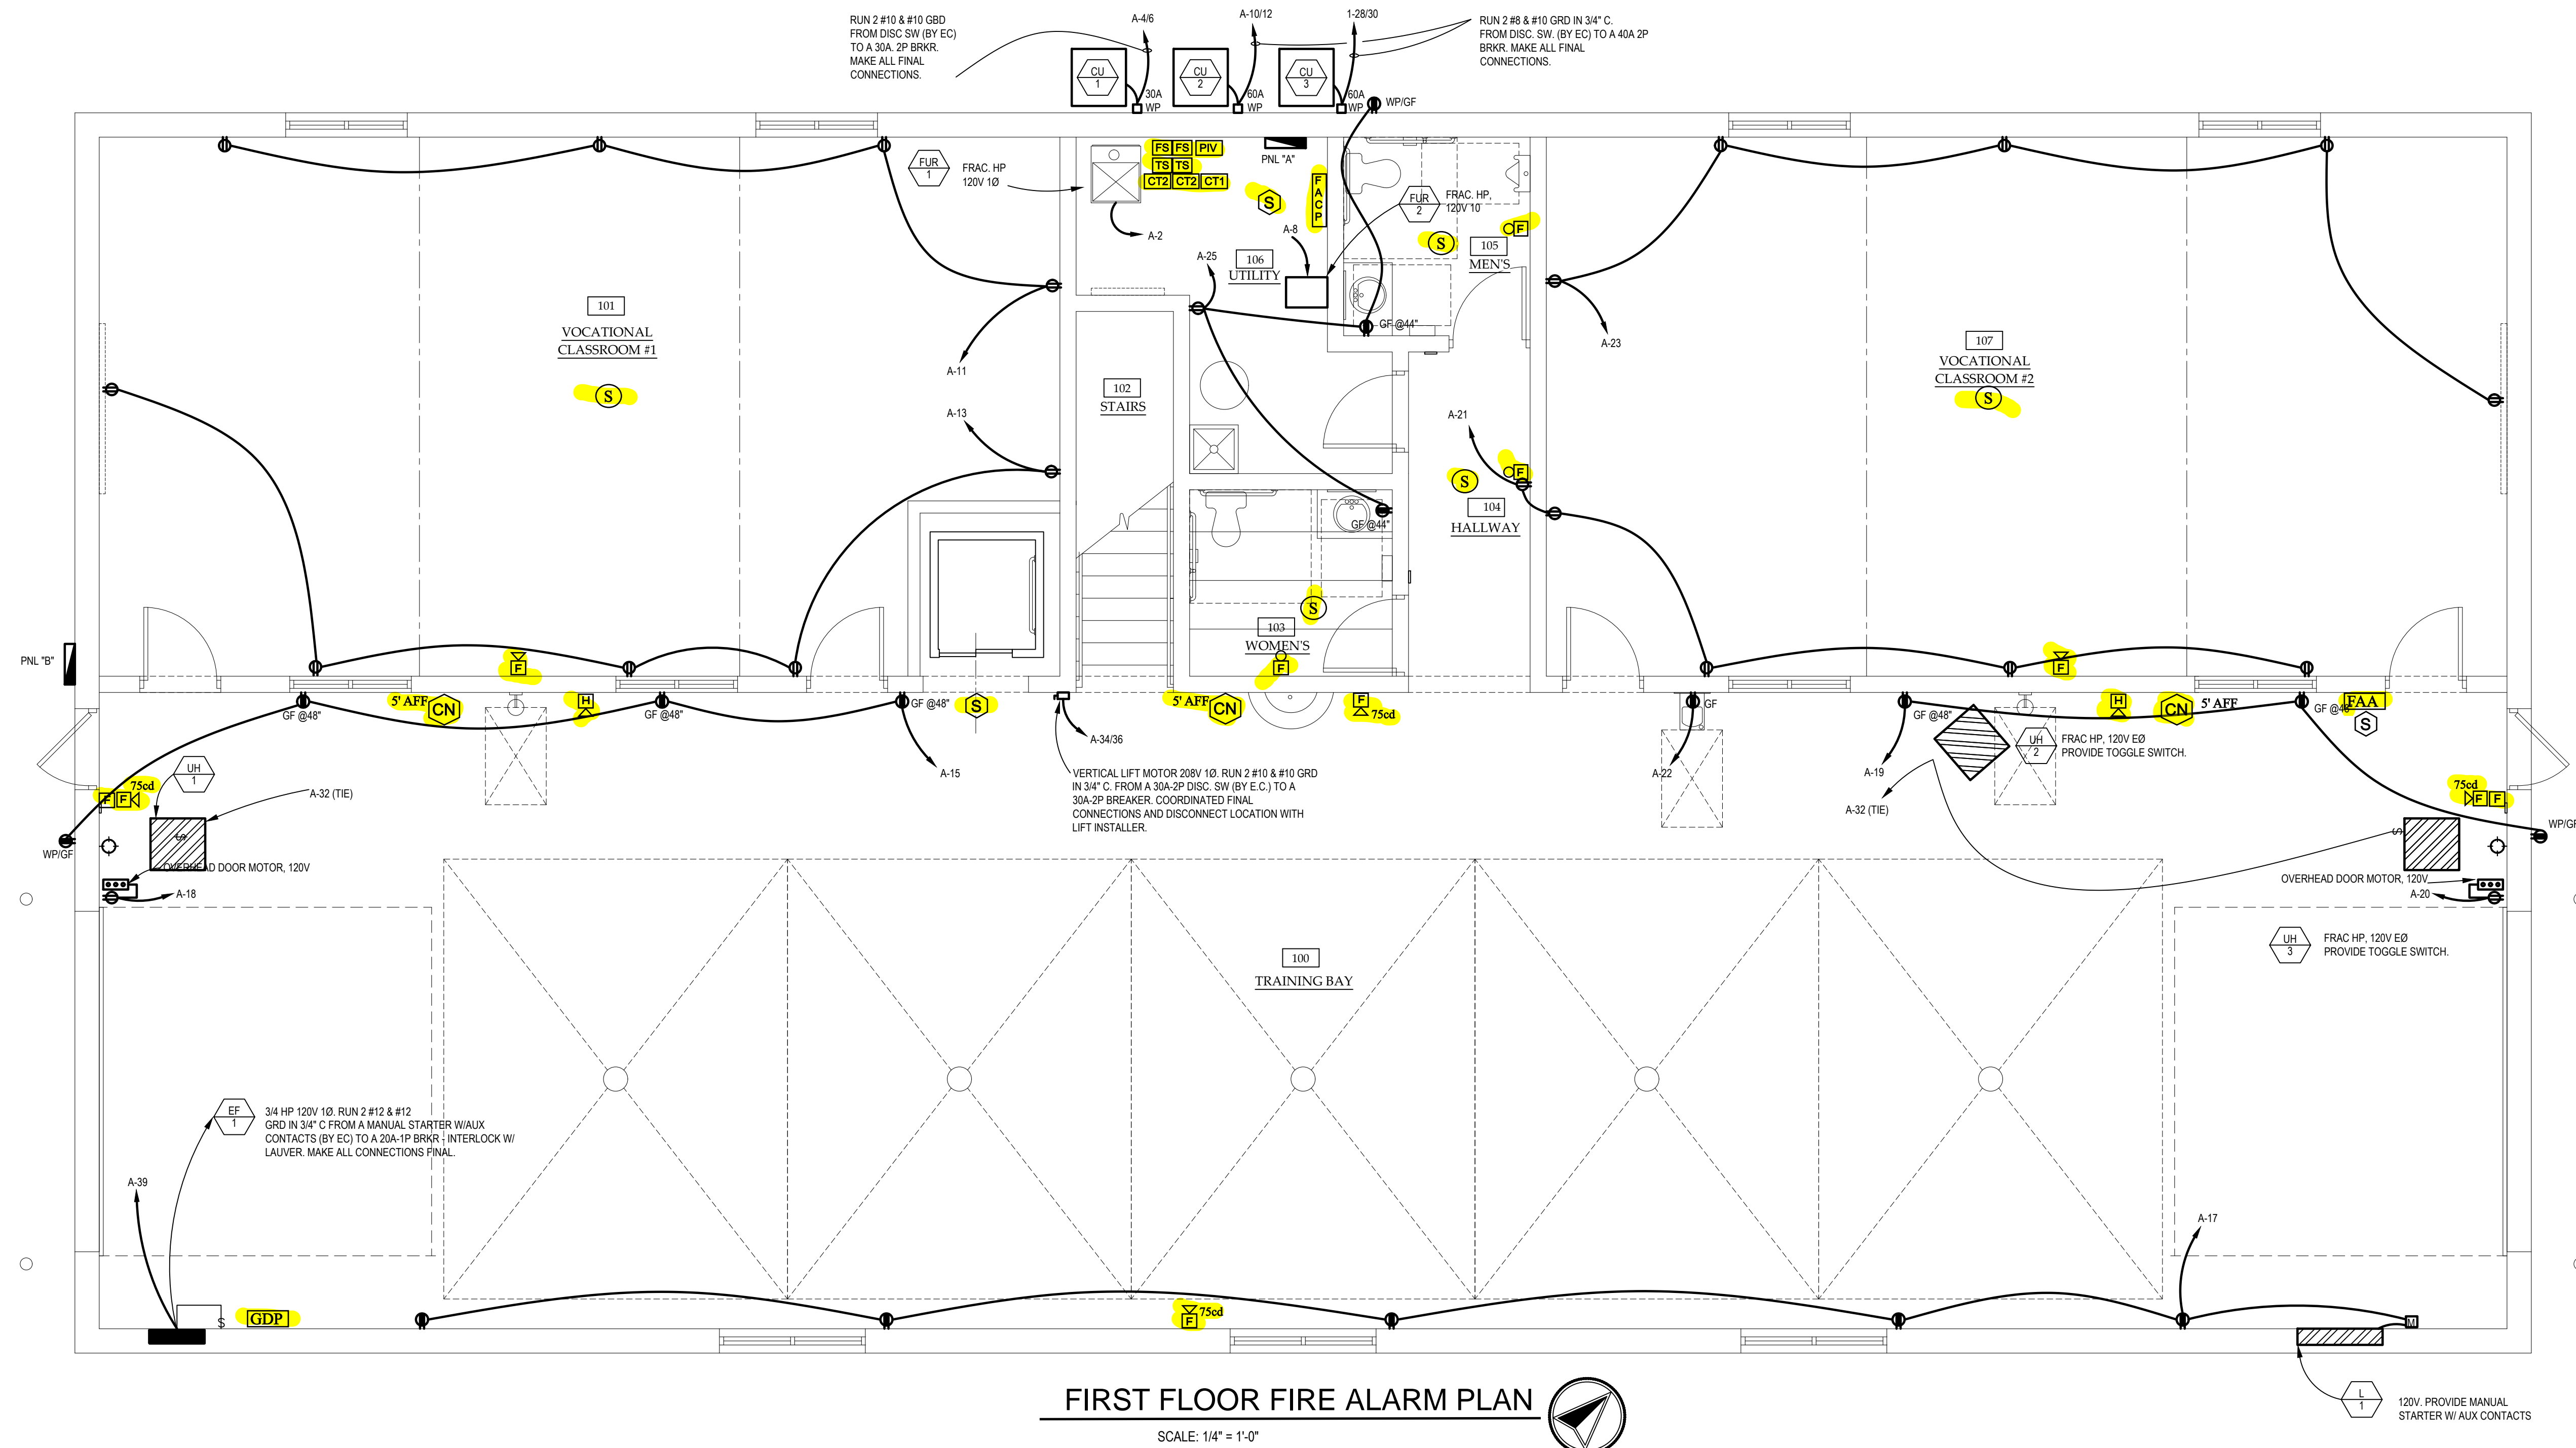 RUN 2 #10 & #10 GBD
FROM DISC SW (BY EC)
TO A 30A. 2P BRKR.
MAKE ALL FINAL
CONNECTIONS.
A-4/6
A-10/12
1-28/30
RUN 2 #8 & #10 GRD IN 3/4" C.
FROM DISC. SW. (BY EC) TO A 40A 2P
BRKR. MAKE ALL FINAL
CONNECTIONS.
CU
1
CU
2
CU
3
30A
WP
60A
WP
60A
WP
WP/GF
FUR
1
FRAC. HP
120V 1Ø
FS FS PIV
TS TS
CT2 CT2 CT1
PNL "A"
S
F
A
C
P
FUR
2
FRAC. HP,
120V 10
F
S
105
MEN'S
A-2
A-8
A-25
106
UTILITY
GF @44"
101
VOCATIONAL
CLASSROOM #1
S
A-11
A-13
102
STAIRS
A-23
107
VOCATIONAL
CLASSROOM #2
S
A-21
F
S
104
HALLWAY
GF @44"
S
103
WOMEN'S
F
PNL "B"
F
F
5' AFF
CN
H
GF @48"
GF @48"
GF @48"
S
5' AFF
CN
F
75cd
GF
GF @48"
H
CN
5' AFF
GF @48"
FAA
S
A-34/36
A-15
A-22
A-19
UH
2
FRAC HP, 120V EØ
PROVIDE TOGGLE SWITCH.
75cd
F F
UH
1
A-32 (TIE)
S
VERTICAL LIFT MOTOR 208V 1Ø. RUN 2 #10 & #10 GRD
IN 3/4" C. FROM A 30A-2P DISC. SW (BY E.C.) TO A
30A-2P BREAKER. COORDINATED FINAL
CONNECTIONS AND DISCONNECT LOCATION WITH
LIFT INSTALLER.
A-32 (TIE)
75cd
F F
S
WP/GF
WP/GF
OVERHEAD DOOR MOTOR, 120V
A-18
OVERHEAD DOOR MOTOR, 120V
A-20
100
TRAINING BAY
UH
3
FRAC HP, 120V EØ
PROVIDE TOGGLE SWITCH.
EF
1
3/4 HP 120V 1Ø. RUN 2 #12 & #12
GRD IN 3/4" C FROM A MANUAL STARTER W/AUX
CONTACTS (BY EC) TO A 20A-1P BRKR - INTERLOCK W/
LAUVER. MAKE ALL CONNECTIONS FINAL.
A-39
A-17
$
GDP
75cd
F
M
FIRST FLOOR FIRE ALARM PLAN
SCALE: 1/4" = 1'-0"
L
1
120V. PROVIDE MANUAL
STARTER W/ AUX CONTACTS